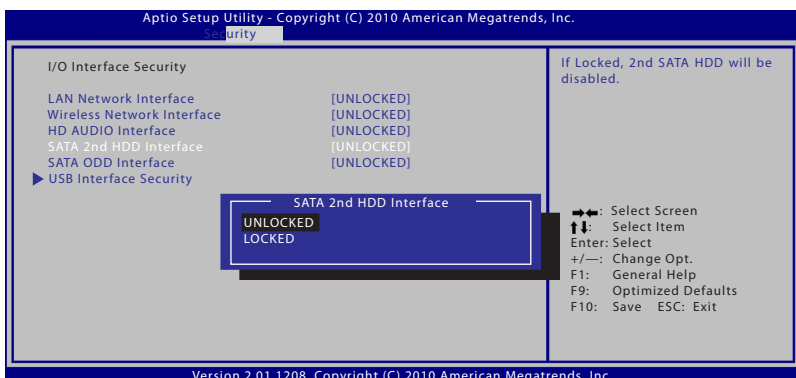 Aptio Setup Utility - Copyright (C) 2010 American Megatrends, Inc.
Security
I/O Interface Security
LAN Network Interface [UNLOCKED]
Wireless Network Interface [UNLOCKED]
HD AUDIO Interface [UNLOCKED]
SATA 2nd HDD Interface [UNLOCKED]
SATA ODD Interface [UNLOCKED]
USB Interface Security
SATA 2nd HDD Interface
UNLOCKED
LOCKED
If Locked, 2nd SATA HDD will be
disabled.
→←: Select Screen
↑↓: Select Item
Enter: Select
+/—: Change Opt.
F1: General Help
F9: Optimized Defaults
F10: Save ESC: Exit
Version 2.01.1208. Copyright (C) 2010 American Megatrends, Inc.